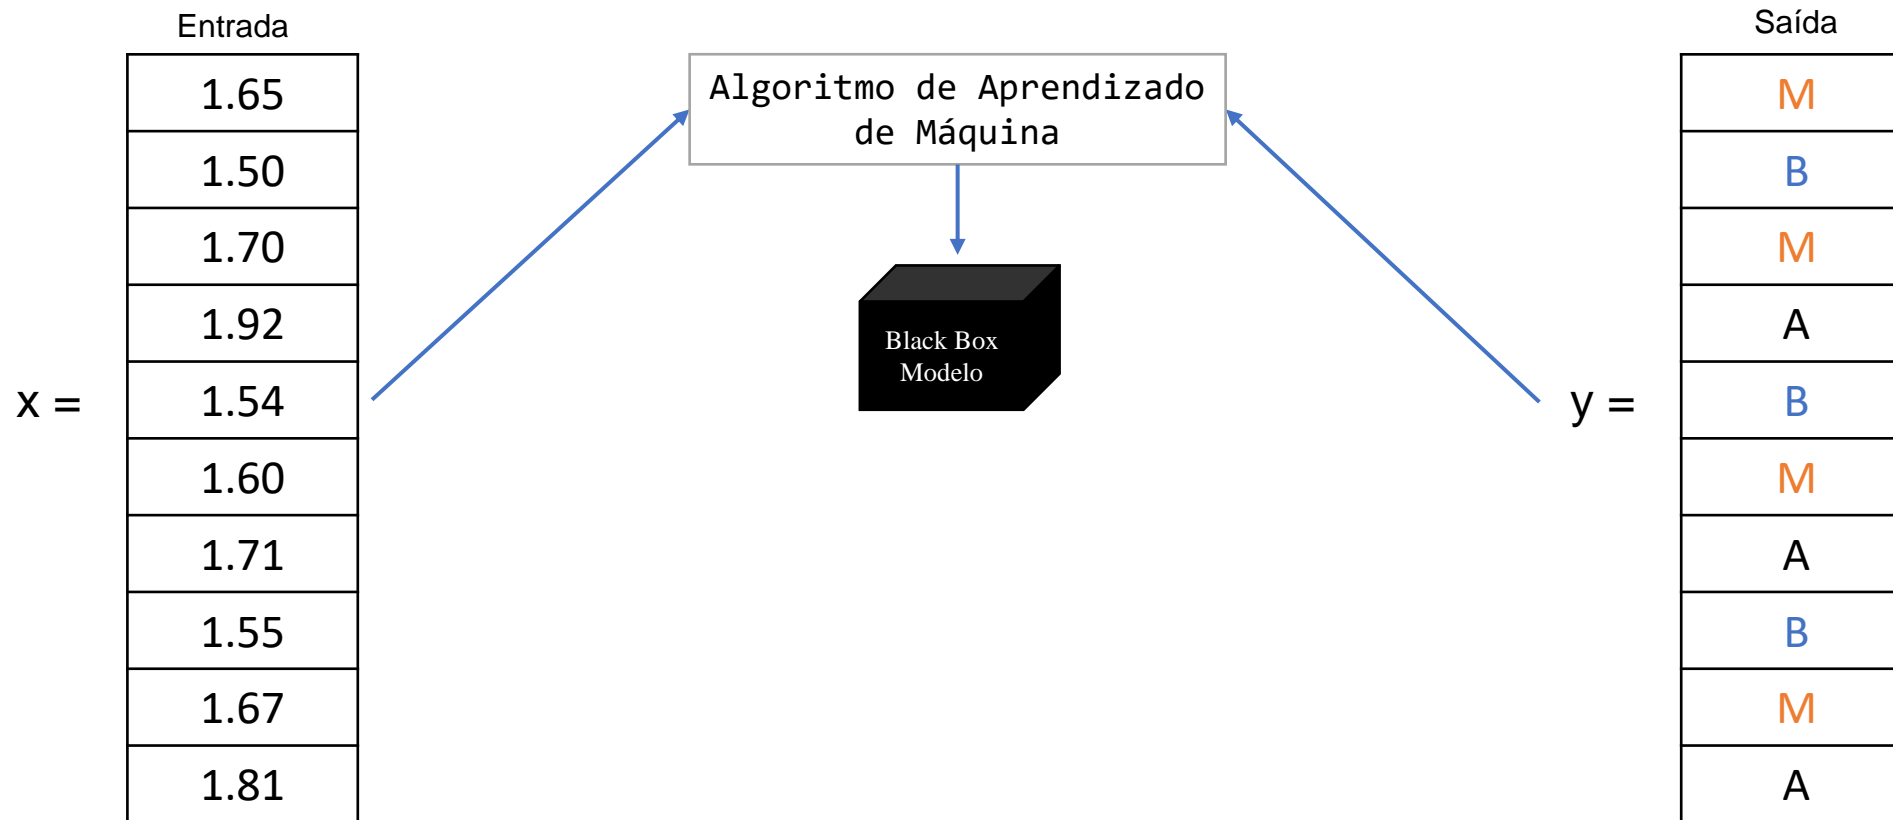 Entrada
Saída
x =
1.65
1.50
1.70
1.92
1.54
1.60
1.71
1.55
1.67
1.81
Algoritmo de Aprendizado
de Máquina
Black Box
Modelo
y =
M
B
M
A
B
M
A
B
M
A